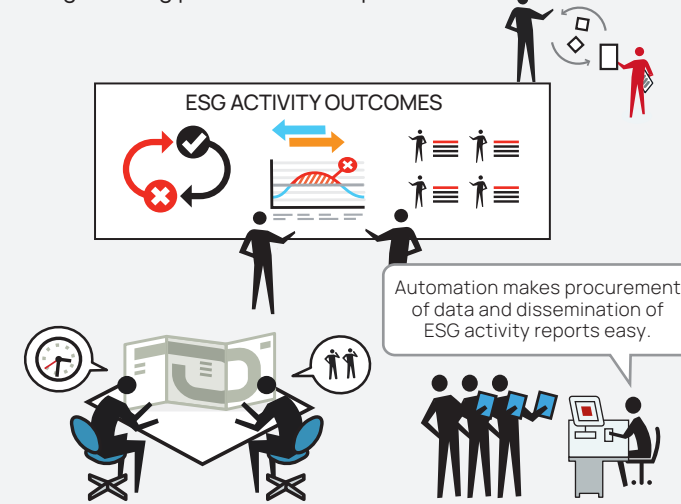 ESG ACTIVITY OUTCOMES
Automation makes procurement
of data and dissemination of
ESG activity reports easy.